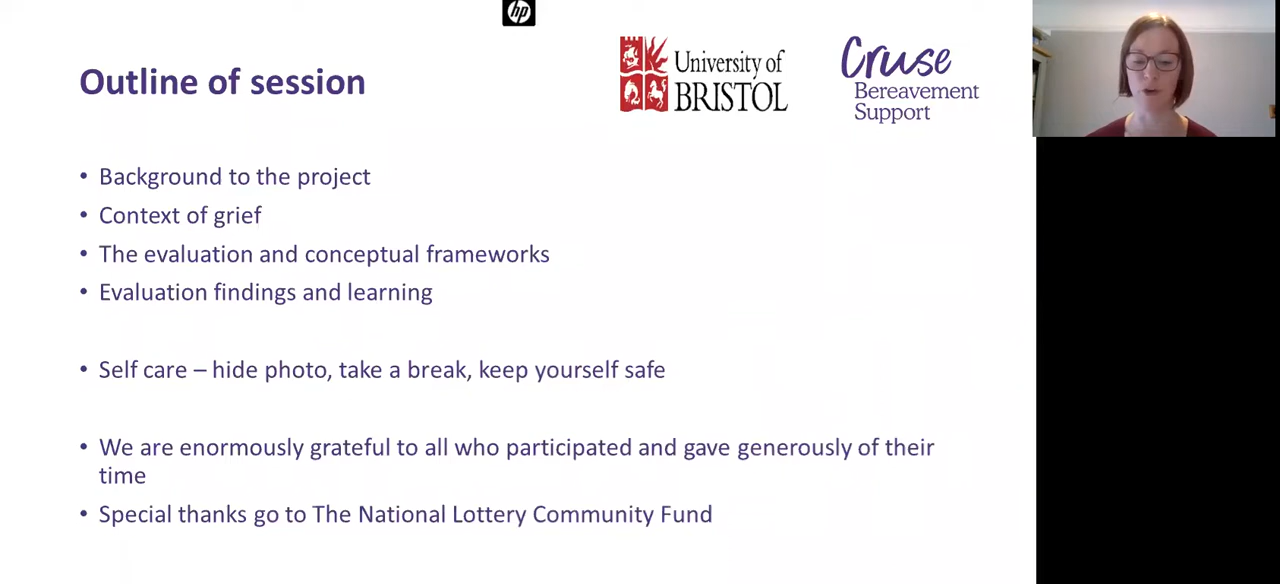 hp
Outline of session
University of
BRISTOL
Cruse
Bereavement
Support
• Background to the project
• Context of grief
• The evaluation and conceptual frameworks
• Evaluation findings and learning
• Self care – hide photo, take a break, keep yourself safe
• We are enormously grateful to all who participated and gave generously of their
time
• Special thanks go to The National Lottery Community Fund